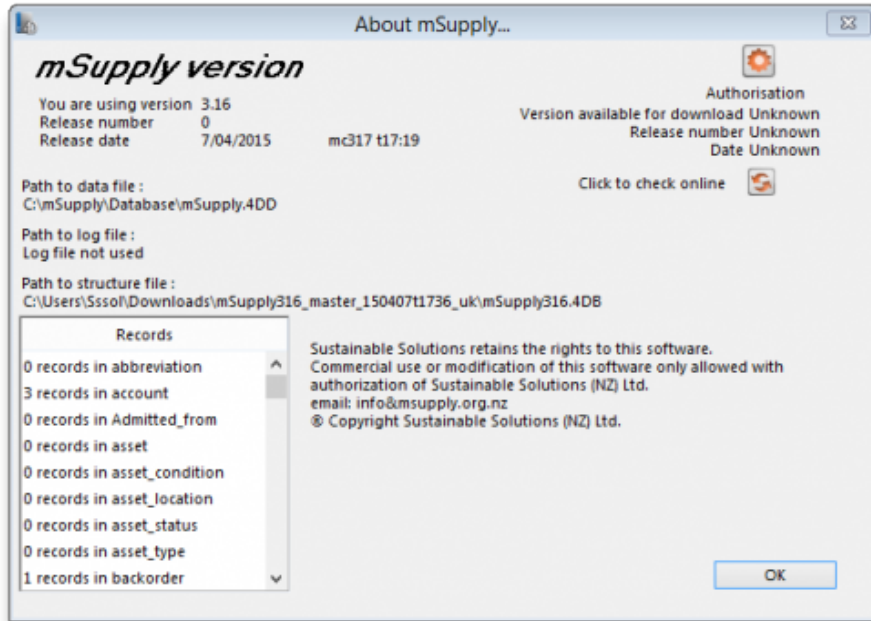 About mSupply...
mSupply version
You are using version 3.16
Release number 0
Release date 7/04/2015 mc317 t17:19
Authorisation
Version available for download Unknown
Release number Unknown
Date Unknown
Click to check online
Path to data file :
C:\mSupply\Database\mSupply.4DD
Path to log file :
Log file not used
Path to structure file :
C:\Users\Sssol\Downloads\mSupply316_master_150407t1736_uk\mSupply316.4DB
Records
0 records in abbreviation
3 records in account
0 records in Admitted_from
0 records in asset
0 records in asset_condition
0 records in asset_location
0 records in asset_status
0 records in asset_type
1 records in backorder
Sustainable Solutions retains the rights to this software.
Commercial use or modification of this software only allowed with
authorization of Sustainable Solutions (NZ) Ltd.
email: info@msupply.org.nz
® Copyright Sustainable Solutions (NZ) Ltd.
OK